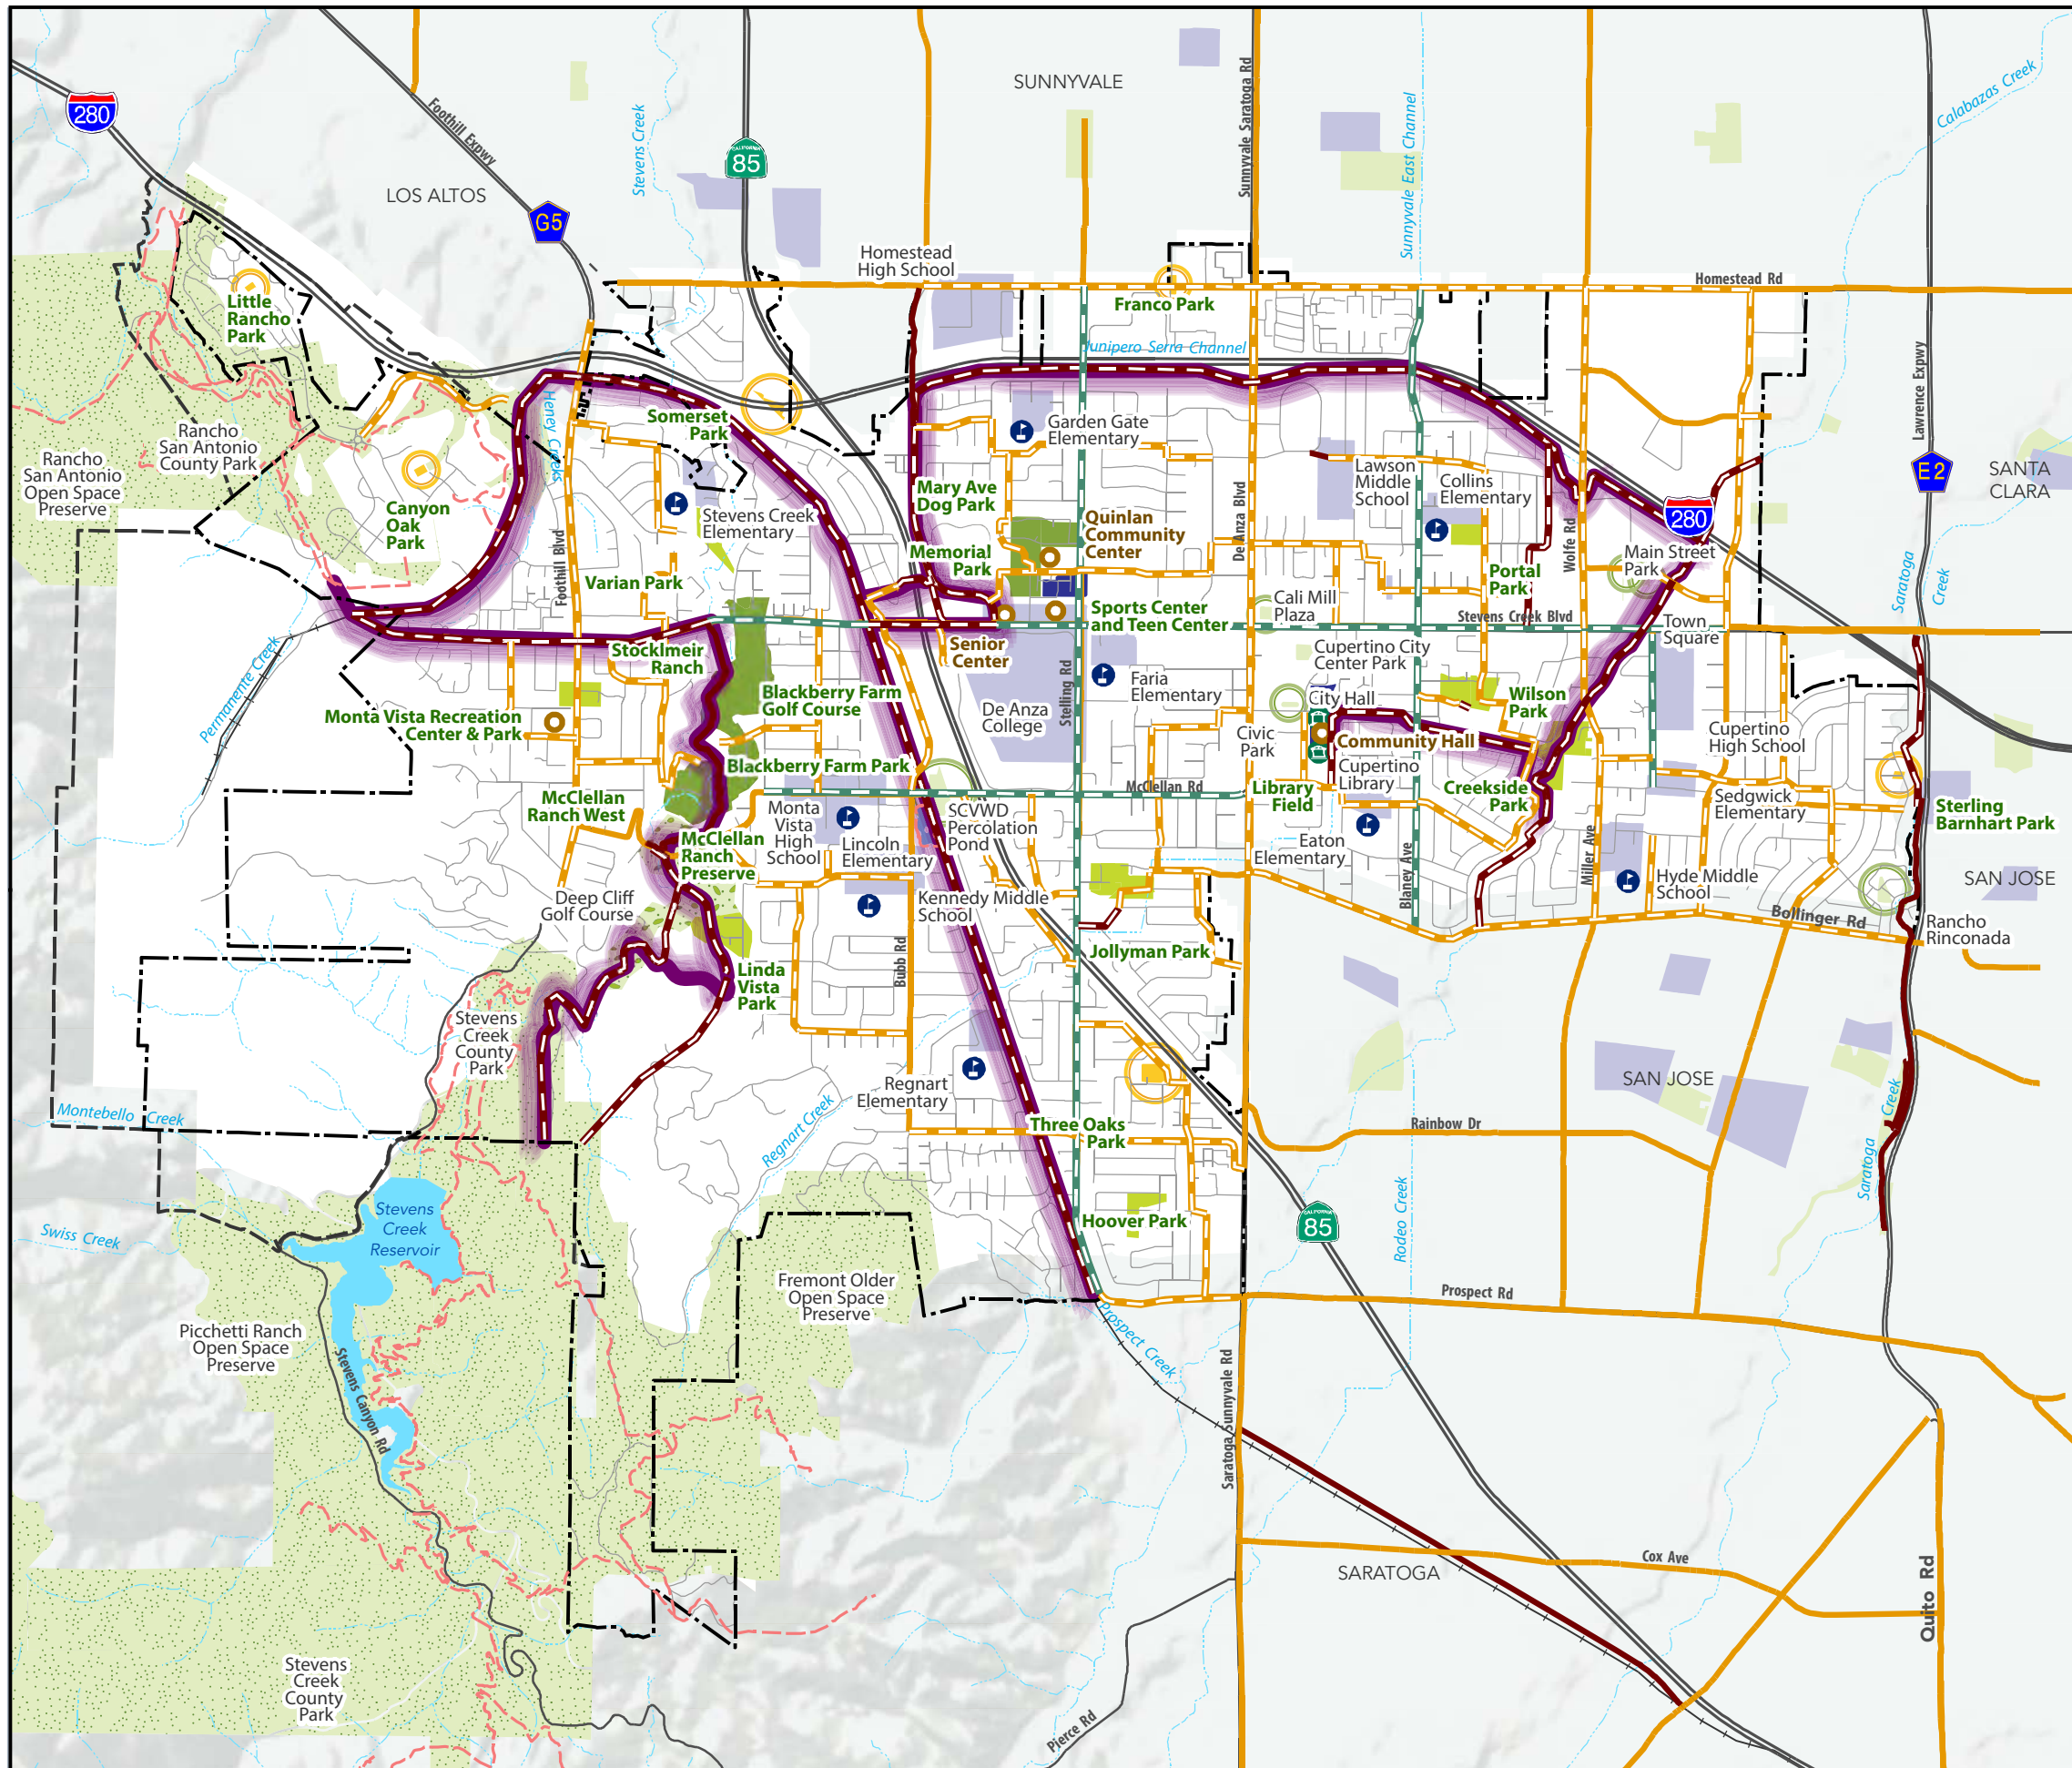 SUNNYVALE
280
Foothill Expwy
Stevens Creek
85
Sunnyvale Saratoga Rd
Sunnyvale East Channel
Calabazas Creek
LOS ALTOS
G5
Homestead
High School
Homestead Rd
Little
Rancho
Park
Franco Park
Junipero Serra Channel
Lawrence Expwy
Heney Creeks
Somerset
Park
Garden Gate
Elementary
Rancho
San Antonio
County Park
Rancho
San Antonio
Open Space
Preserve
Lawson
Middle
School
Collins
Elementary
E2
SANTA
CLARA
Canyon
Oak
Park
Mary Ave
Dog Park
Stevens Creek
Elementary
Quinlan
Community
Center
De Anza Blvd
Wolfe Rd
280
Foothill Blvd
Memorial
Park
Main Street
Park
Varian Park
Portal
Park
Saratoga
Creek
Sports Center
and Teen Center
Cali Mill
Plaza
Stevens Creek Blvd
Permanente Creek
Stocklmeir
Ranch
Senior
Center
Town
Square
Cupertino City
Center Park
Stelling Rd
Faria
Elementary
Blackberry Farm
Golf Course
De Anza
College
City Hall
Wilson
Park
Monta Vista Recreation
Center & Park
Civic
Park
Community Hall
Cupertino
High School
Blackberry Farm Park
Cupertino
Library
McClellan Rd
Library
Field
Creekside
Park
McClellan
Ranch West
Monta
Vista
High
School
SCVWD
Percolation
Pond
Sedgwick
Elementary
Sterling
Barnhart Park
McClellan
Ranch
Preserve
Lincoln
Elementary
Eaton
Elementary
Blaney Ave
Miller Ave
Hyde Middle
School
SAN JOSE
Deep Cliff
Golf Course
Kennedy Middle
School
Bollinger Rd
Rancho
Rinconada
Bubb Rd
Jollyman Park
Linda
Vista
Park
Stevens
Creek
County
Park
Regnart
Elementary
SAN JOSE
Montebello Creek
Regnart Creek
Three Oaks
Park
Rainbow Dr
Saratoga
Creek
Stevens
Creek
Reservoir
Swiss Creek
Hoover Park
85
Rodeo Creek
Fremont Older
Open Space
Preserve
Prospect Rd
Prospect Creek
Picchetti Ranch
Open Space
Preserve
Stevens Canyon Rd
Saratoga Sunnyvale Rd
Cox Ave
SARATOGA
Quito Rd
Stevens
Creek
County
Park
Pierce Rd